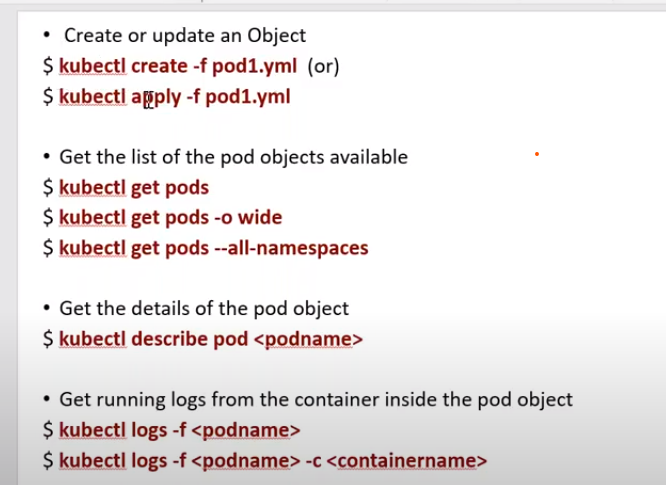 • Create or update an Object
$ kubectl create -f pod1.yml (or)
$ kubectl apply -f pod1.yml
• Get the list of the pod objects available
$ kubectl get pods
$ kubectl get pods -o wide
$ kubectl get pods --all-namespaces
• Get the details of the pod object
$ kubectl describe pod <podname>
• Get running logs from the container inside the pod object
$ kubectl logs -f <podname>
$ kubectl logs -f <podname> -c <containername>